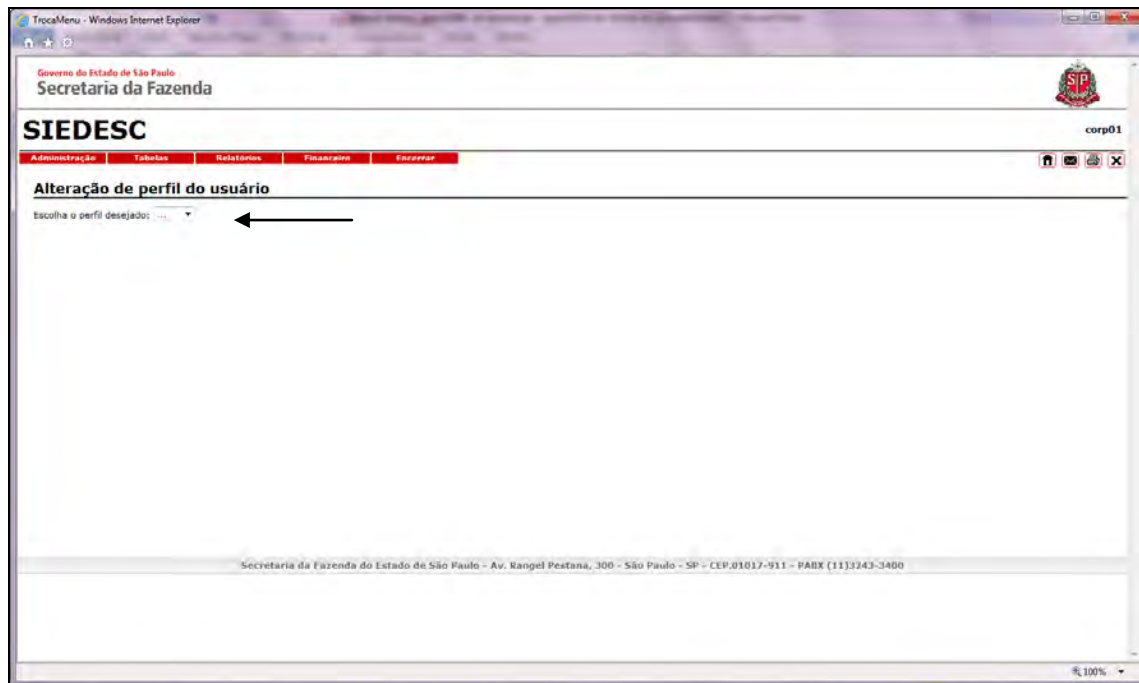 TrocaMenu - Windows Internet Explorer
Governo do Estado de São Paulo
Secretaria da Fazenda
SP
SIEDESC
corp01
Administração Tabelas Relatórios Financeiro Encerrar
Alteração de perfil do usuário
Escolha o perfil desejado: ...
Secretaria da Fazenda do Estado de São Paulo - Av. Rangel Pestana, 300 - São Paulo - SP - CEP.01017-911 - PABX (11)3243-3400
100%